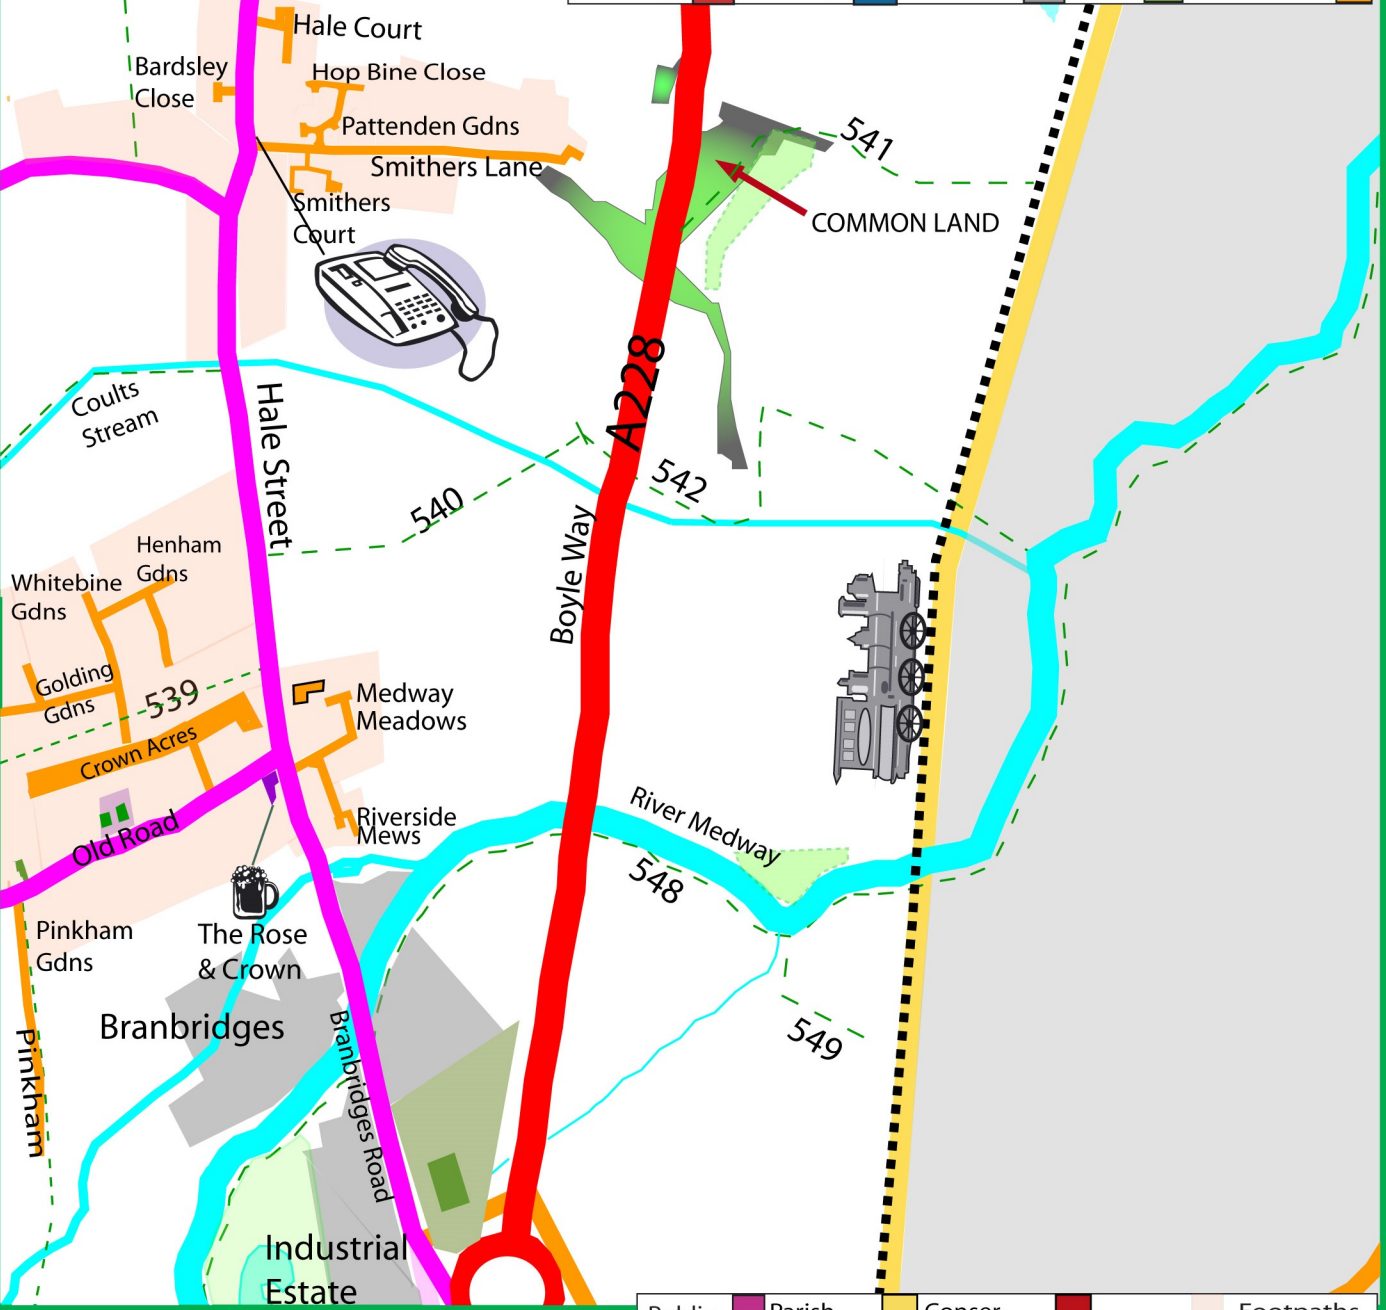 Hale Court
Bardsley
Close
Hop Bine Close
Pattenden Gdns
Smithers Lane
541
Smithers
Court
COMMON LAND
A228
Coults
Stream
Hale Street
542
540
Boyle Way
Henham
Gdns
Whitebine
Gdns
Golding
Gdns
539
Medway
Meadows
Crown Acres
River Medway
Riverside
Mews
Old Road
548
Pinkham
Gdns
The Rose
& Crown
Branbridges
Branbridges Road
549
Pinkham
Industrial
Estate
Parish
Conser
Footpaths